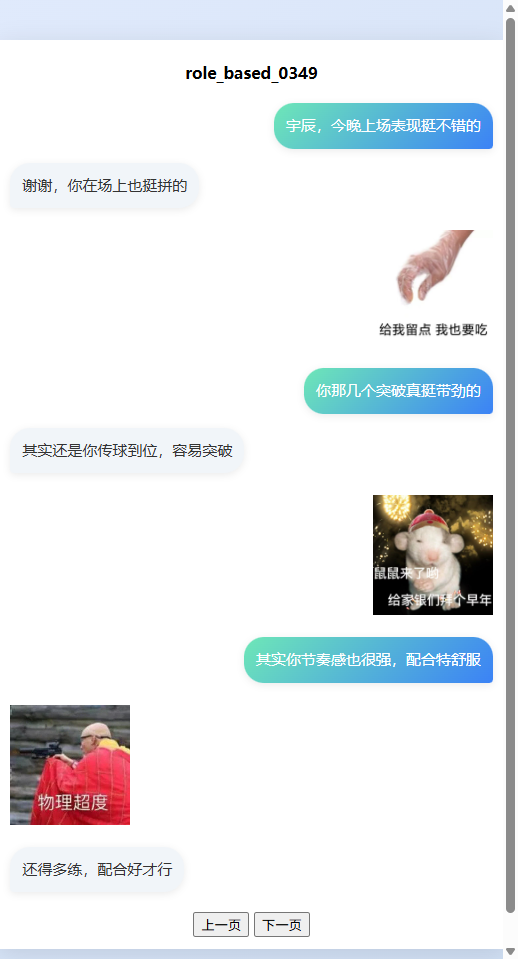 role_based_0349
宇辰，今晚上场表现挺不错的
谢谢，你在场上也挺拼的
给我留点 我也要吃
你那几个突破真挺带劲的
其实还是你传球到位，容易突破
鼠鼠来了哟
给家银们拜个早年
其实你节奏感也很强，配合特舒服
物理超度
还得多练，配合好才行
上一页 下一页